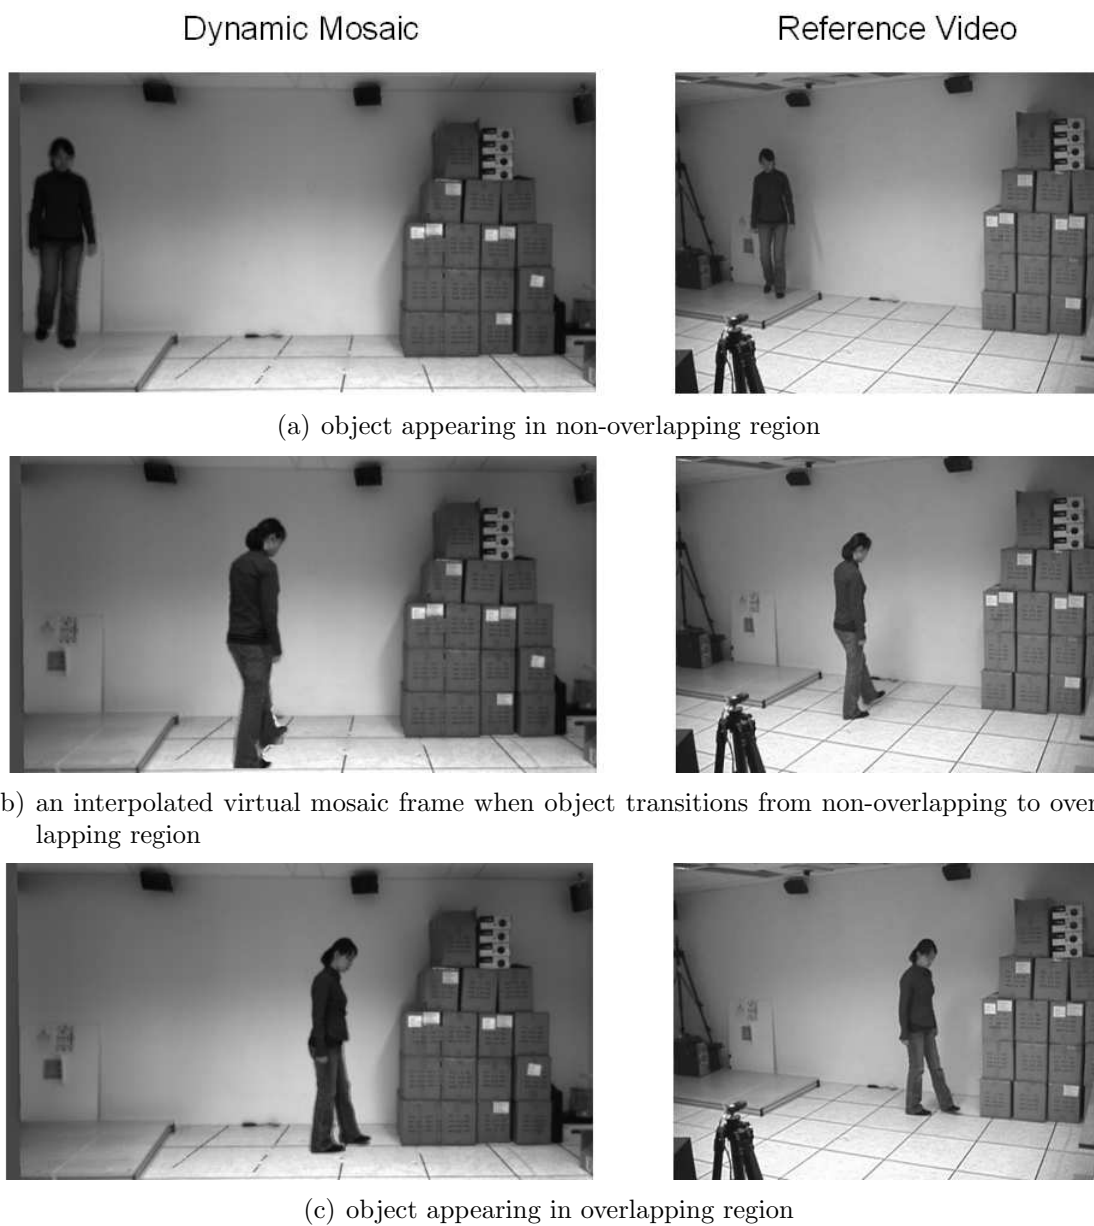 Dynamic Mosaic
Reference Video
(a) object appearing in non-overlapping region
b) an interpolated virtual mosaic frame when object transitions from non-overlapping to over
lapping region
(c) object appearing in overlapping region